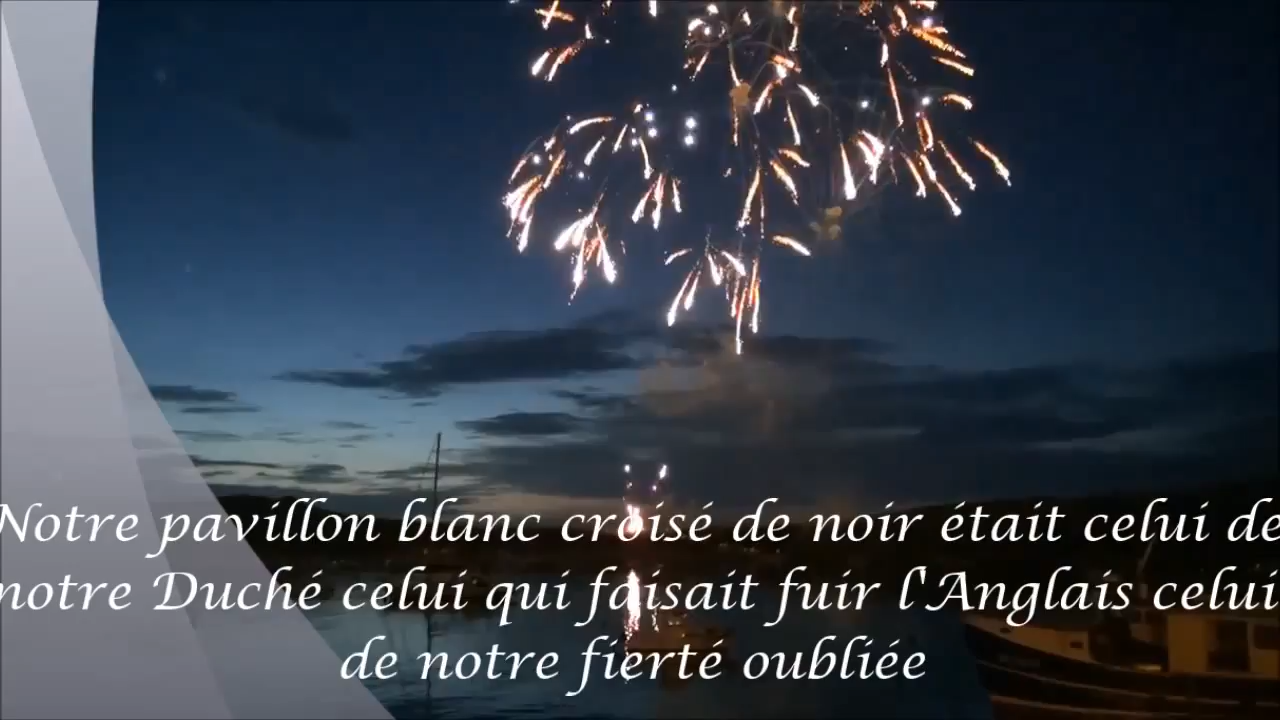 Notre pavillon blanc croisé de noir était celui de
notre Duché celui qui faisait fuir l'Anglais celui
de notre fierté oubliée